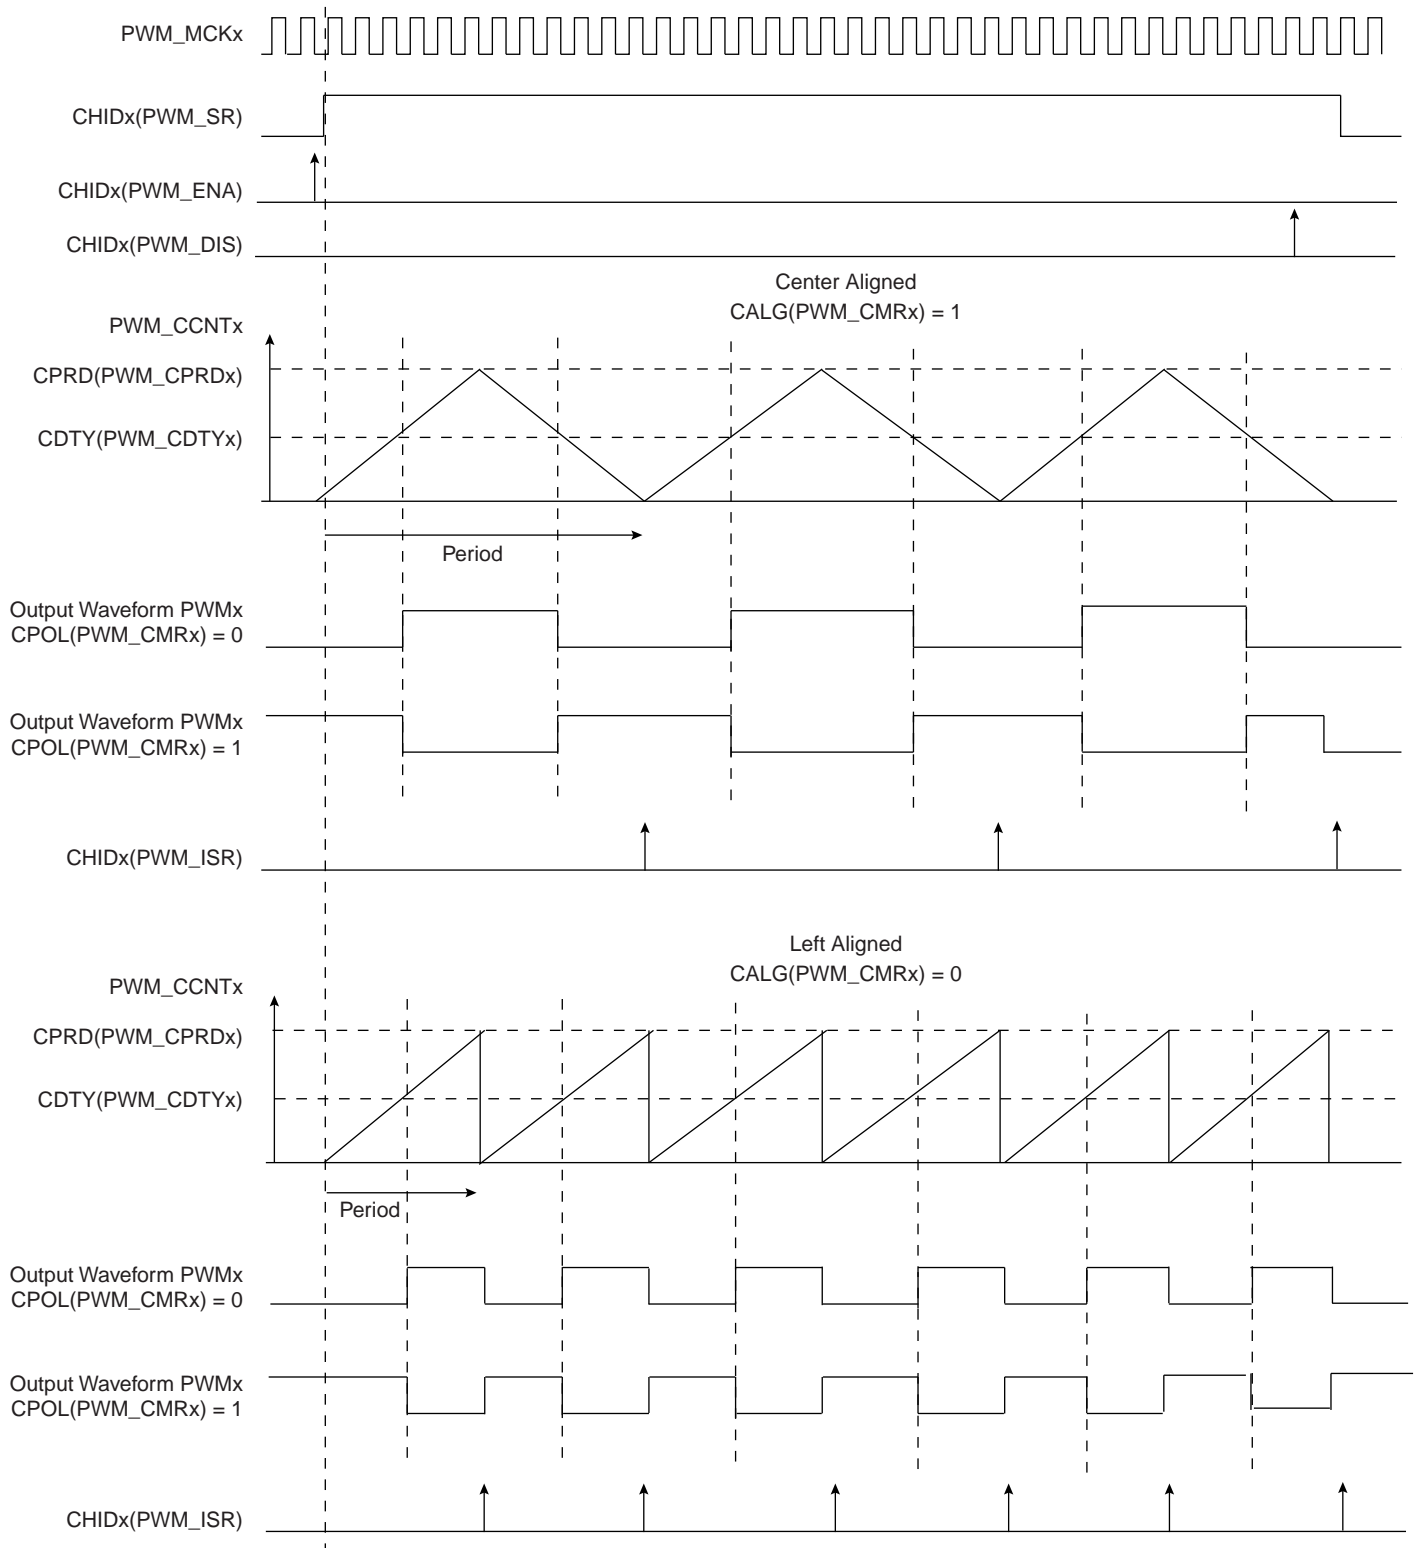 PWM_MCKx
CHIDx(PWM_SR)
CHIDx(PWM_ENA)
CHIDx(PWM_DIS)
Center Aligned
CALG(PWM_CMRx) = 1
PWM_CCNTx
CPRD(PWM_CPRDx)
CDTY(PWM_CDTYx)
Period
Output Waveform PWMx
CPOL(PWM_CMRx) = 0
Output Waveform PWMx
CPOL(PWM_CMRx) = 1
CHIDx(PWM_ISR)
Left Aligned
CALG(PWM_CMRx) = 0
PWM_CCNTx
CPRD(PWM_CPRDx)
CDTY(PWM_CDTYx)
Period
Output Waveform PWMx
CPOL(PWM_CMRx) = 0
Output Waveform PWMx
CPOL(PWM_CMRx) = 1
CHIDx(PWM_ISR)